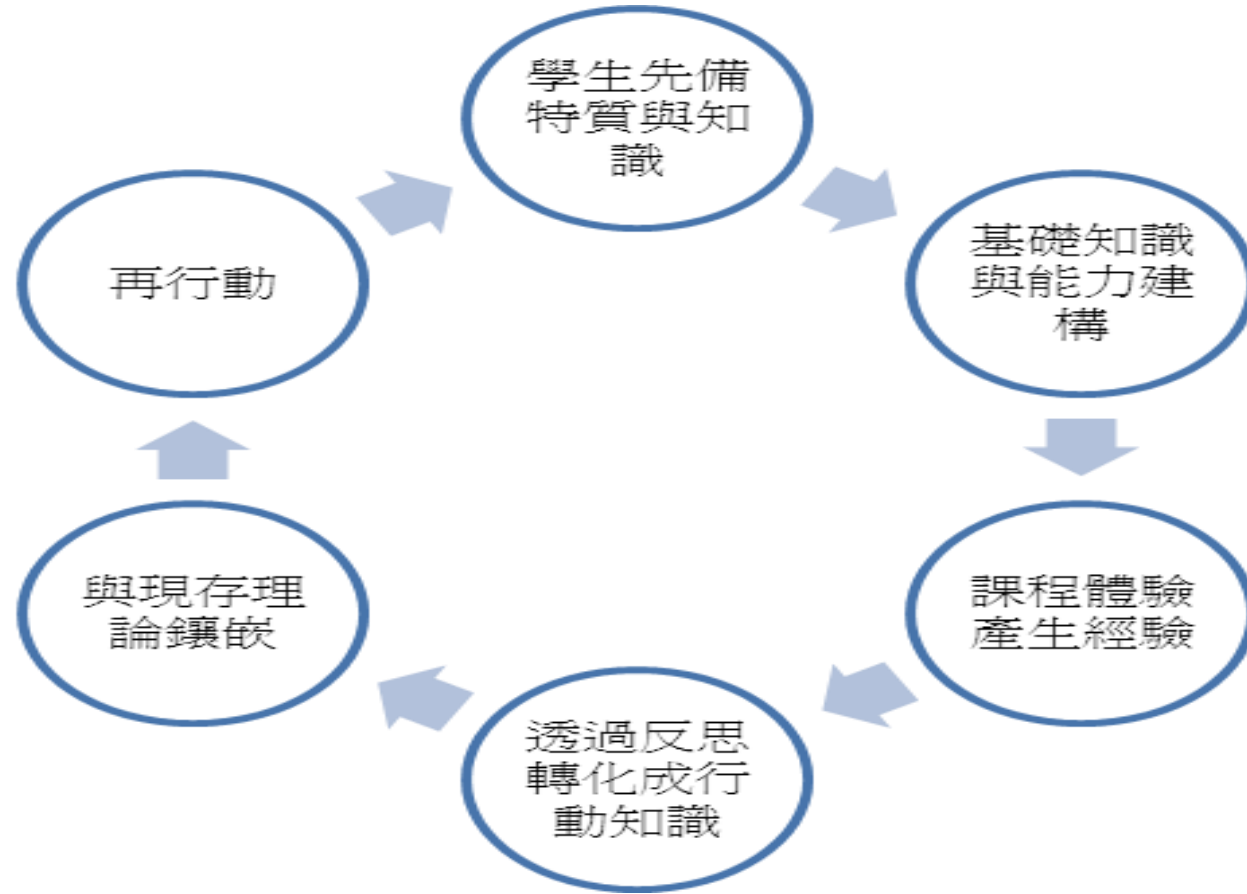 學生先備
特質與知
識
基礎知識
與能力建
構
課程體驗
產生經驗
透過反思
轉化成行
動知識
與現存理
論鑲嵌
再行動